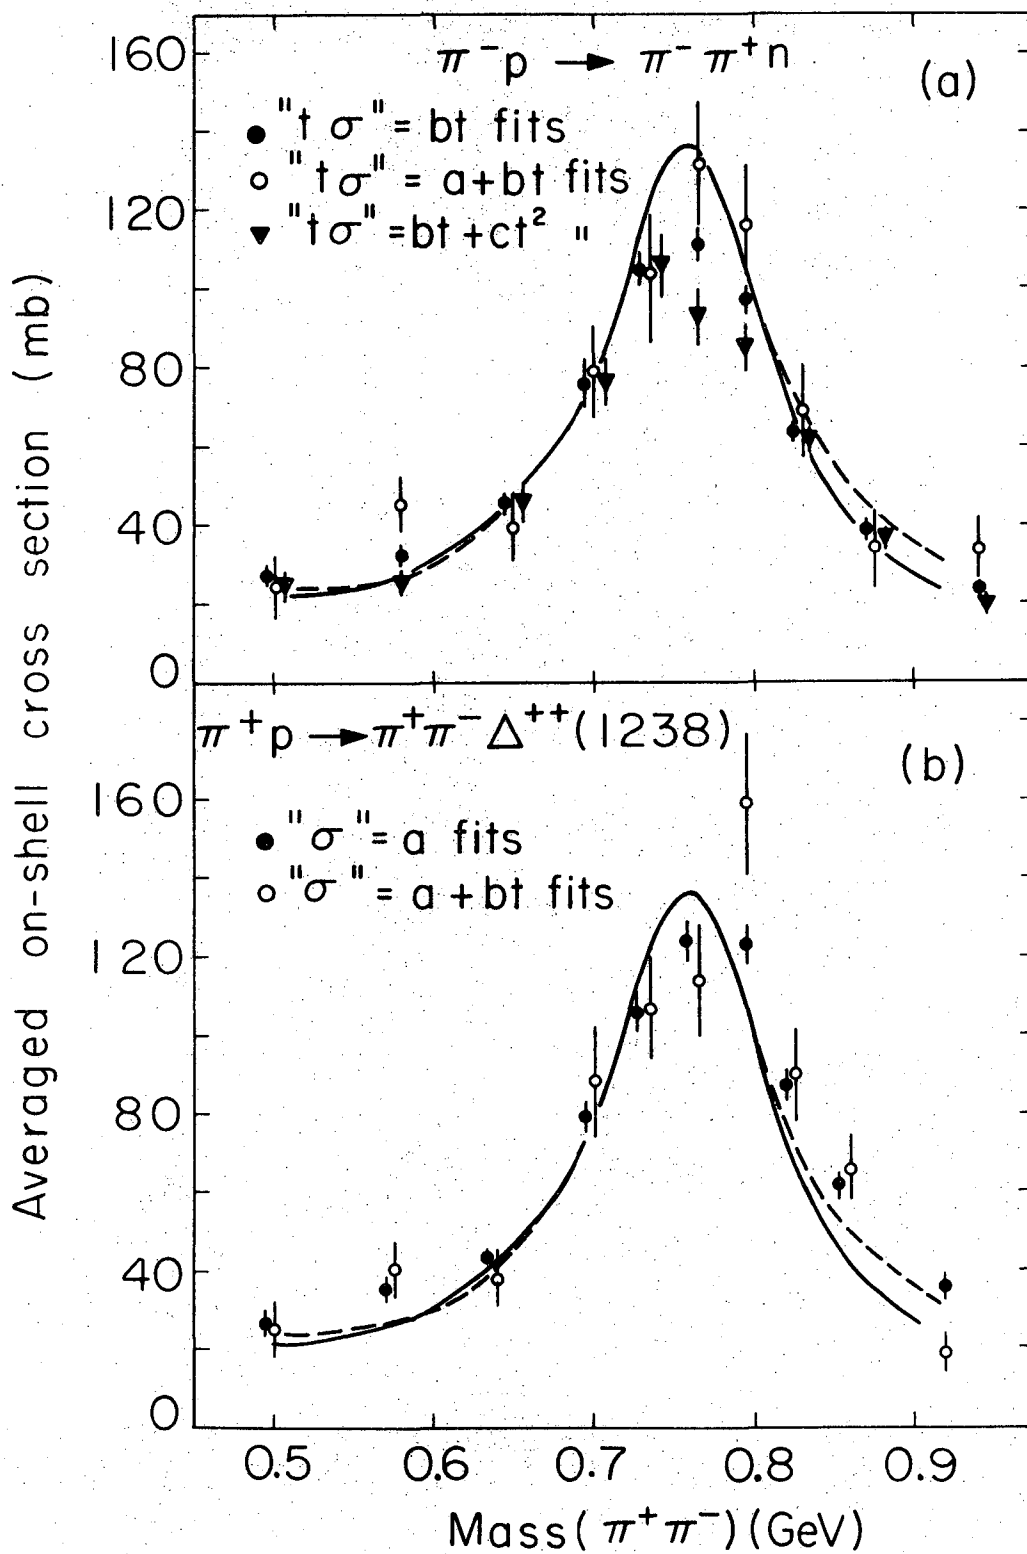 Averaged on-shell cross section (mb)
160
120
80
40
0
π⁻p → π⁻π⁺n
(a)
● "tσ" = bt fits
○ "tσ" = a+bt fits
▼ "tσ" = bt+ct² "
π⁺p → π⁺π⁻Δ⁺⁺(1238)
(b)
● "σ" = a fits
○ "σ" = a+bt fits
160
120
80
40
0
0.5 0.6 0.7 0.8 0.9
Mass(π⁺π⁻)(GeV)